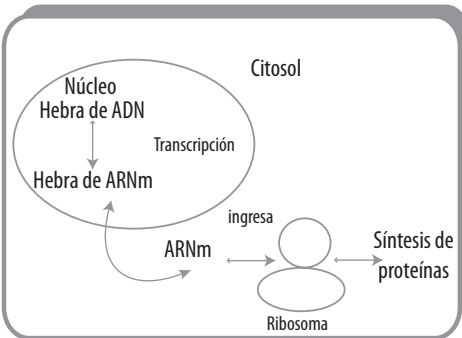 Citosol
Núcleo
Hebra de ADN
Transcripción
Hebra de ARNm
ingresa
ARNm
Síntesis de
proteínas
Ribosoma